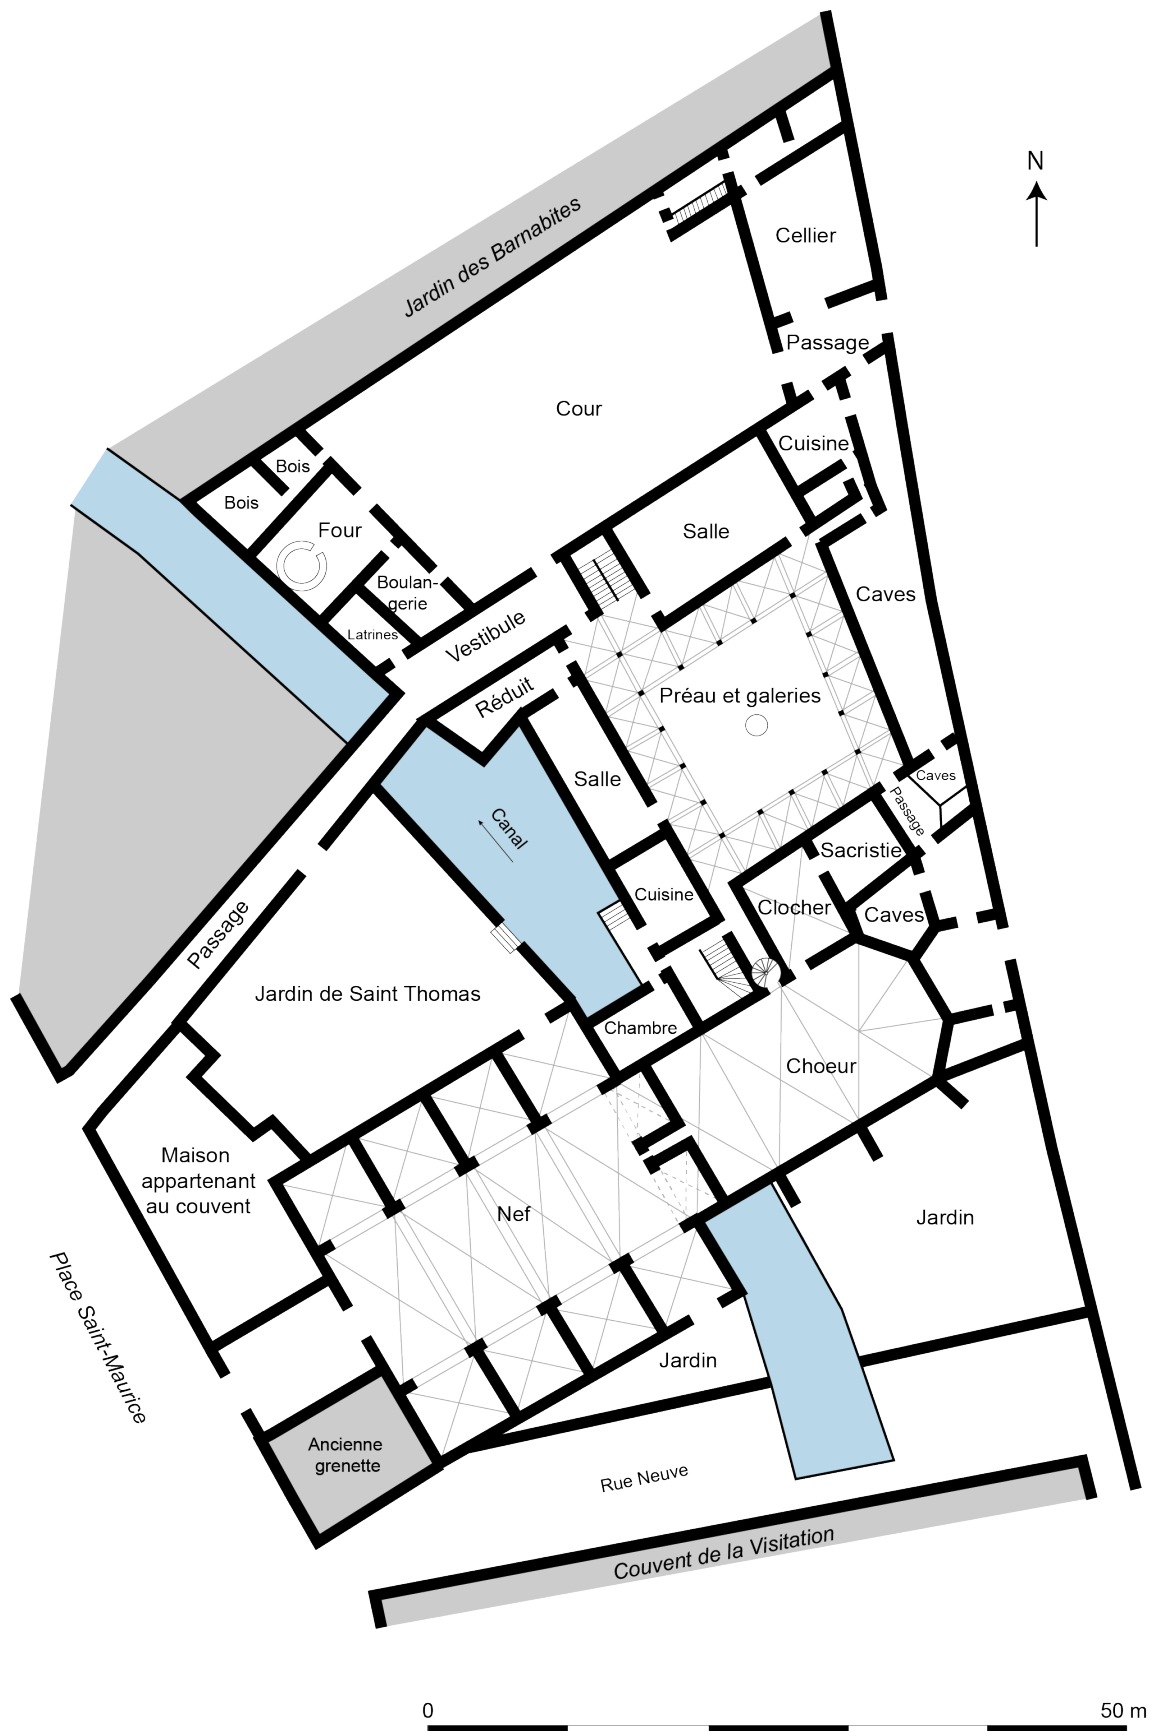 N
Jardin des Barnabites
Cellier
Passage
Cour
Cuisine
Bois
Bois
Four
Salle
Boulan-
gerie
Caves
Latrines
Vestibule
Réduit
Préau et galeries
Salle
Caves
Passage
Canal
Sacristie
Cuisine
Clocher
Caves
Passage
Jardin de Saint Thomas
Chambre
Choeur
Maison
appartenant
au couvent
Nef
Jardin
Place Saint-Maurice
Jardin
Ancienne
grenette
Rue Neuve
Couvent de la Visitation
0
50 m